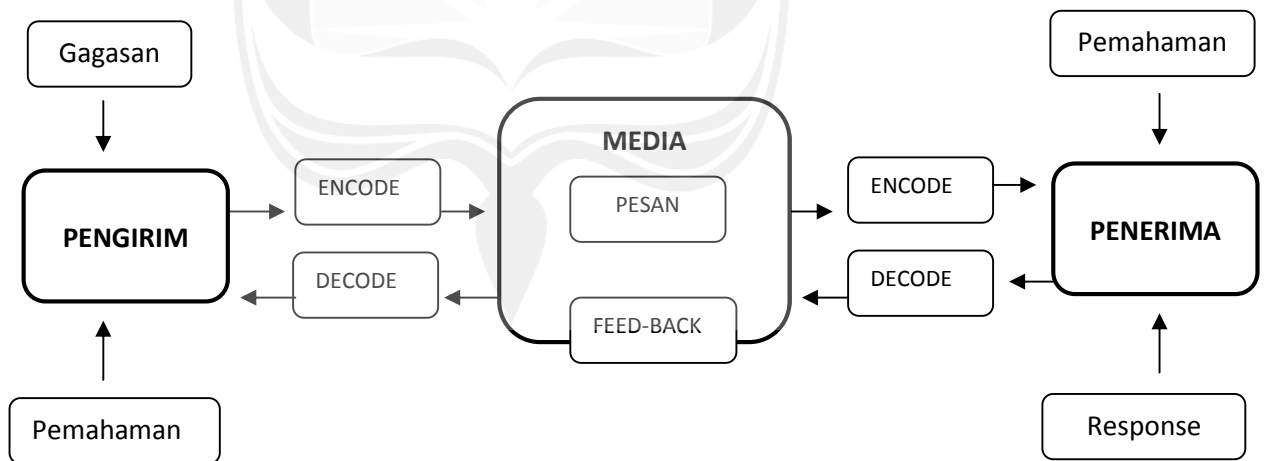 Gagasan
Pemahaman
MEDIA
ENCODE
PESAN
ENCODE
PENGIRIM
PENERIMA
DECODE
DECODE
FEED-BACK
Pemahaman
Response